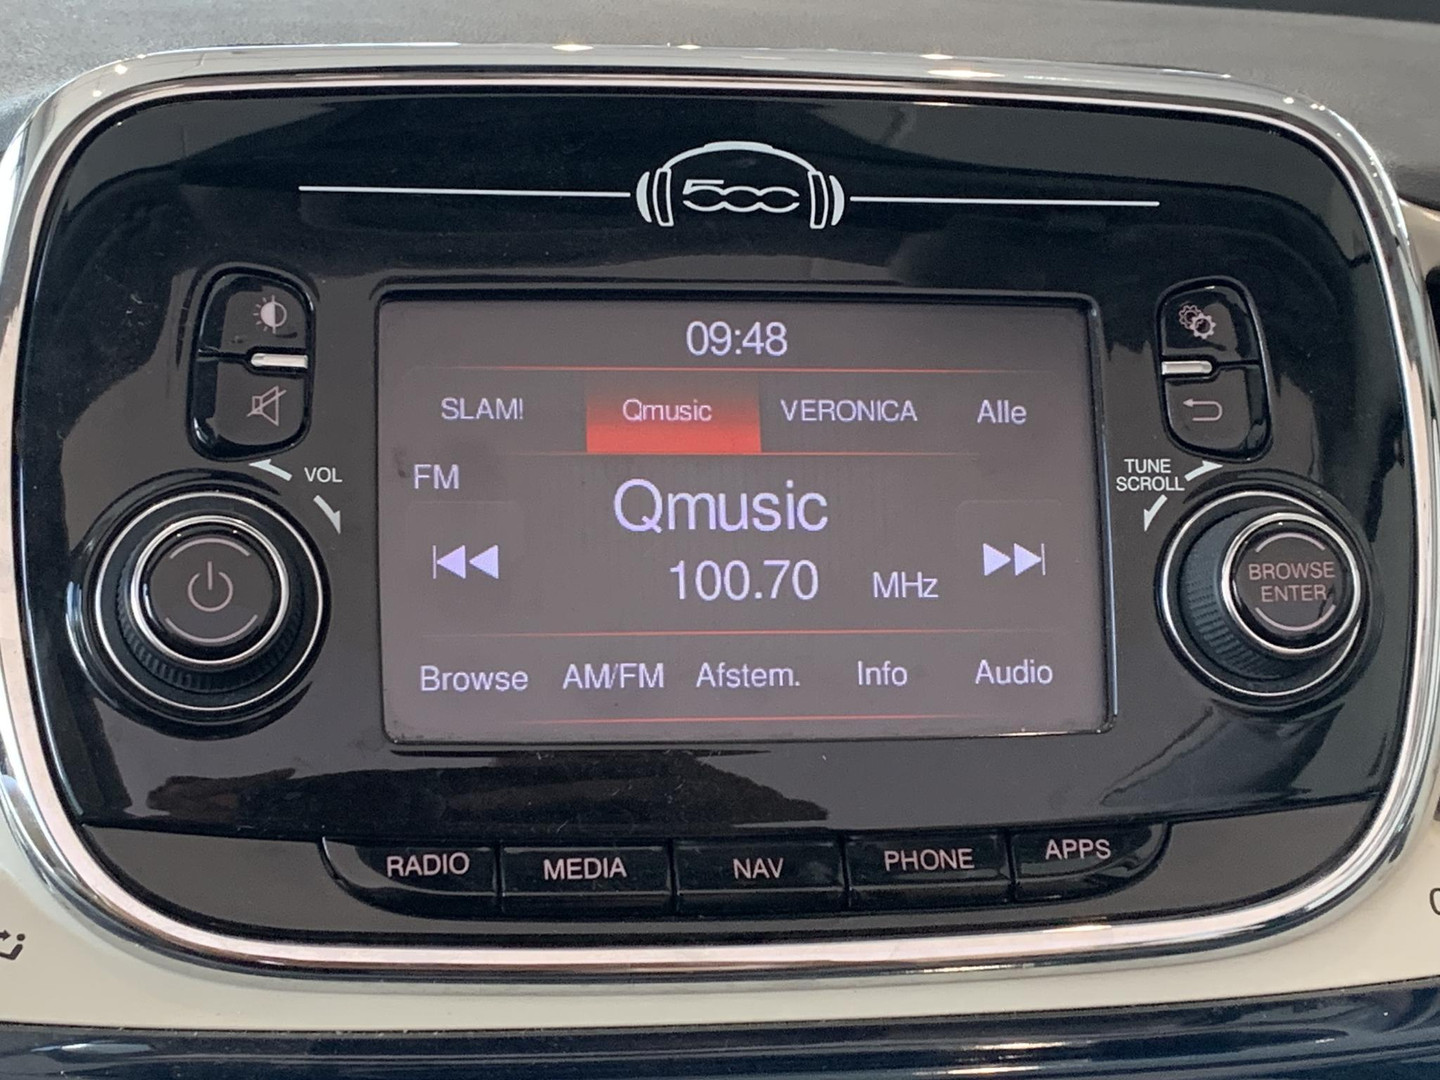 500
09:48
SLAM! Qmusic VERONICA Alle
FM
Qmusic
100.70 MHz
Browse AM/FM Afstem. Info Audio
VOL
TUNE
SCROLL
BROWSE
ENTER
RADIO MEDIA NAV PHONE APPS